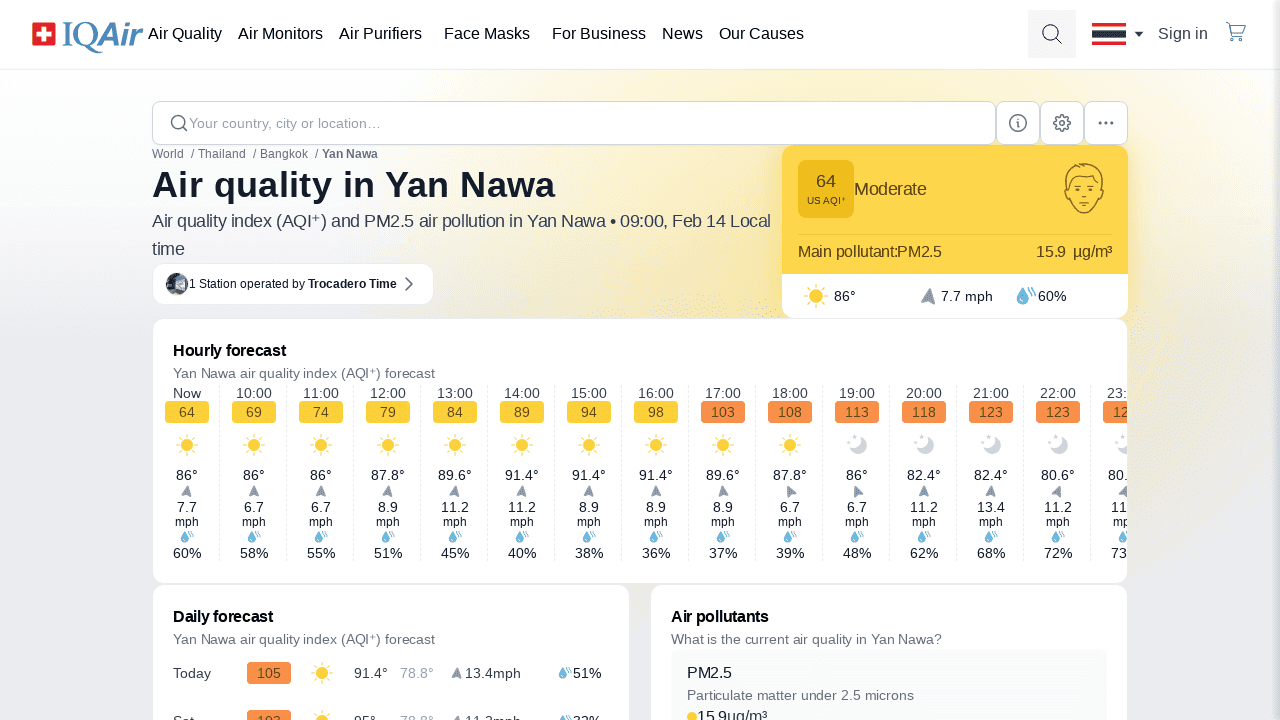 IQAir Air Quality Air Monitors Air Purifiers Face Masks For Business News Our Causes Sign in
Your country, city or location…
World / Thailand / Bangkok / Yan Nawa
Air quality in Yan Nawa
Air quality index (AQI⁺) and PM2.5 air pollution in Yan Nawa • 09:00, Feb 14 Local
time
1 Station operated by Trocadero Time
64
US AQI⁺
Moderate
Main pollutant:PM2.5 15.9 µg/m³
86° 7.7 mph 60%
Hourly forecast
Yan Nawa air quality index (AQI⁺) forecast
Now 10:00 11:00 12:00 13:00 14:00 15:00 16:00 17:00 18:00 19:00 20:00 21:00 22:00 23:
64 69 74 79 84 89 94 98 103 108 113 118 123 123 12
86° 86° 86° 87.8° 89.6° 91.4° 91.4° 91.4° 89.6° 87.8° 86° 82.4° 82.4° 80.6° 80.
7.7 6.7 6.7 8.9 11.2 11.2 8.9 8.9 8.9 6.7 6.7 11.2 13.4 11.2 11
mph mph mph mph mph mph mph mph mph mph mph mph mph mph mp
60% 58% 55% 51% 45% 40% 38% 36% 37% 39% 48% 62% 68% 72% 73
Daily forecast
Yan Nawa air quality index (AQI⁺) forecast
Today 105 91.4° 78.8° 13.4mph 51%
Sat 193 95° 78.8° 11.2mph 32%
Air pollutants
What is the current air quality in Yan Nawa?
PM2.5
Particulate matter under 2.5 microns
15.9µg/m³